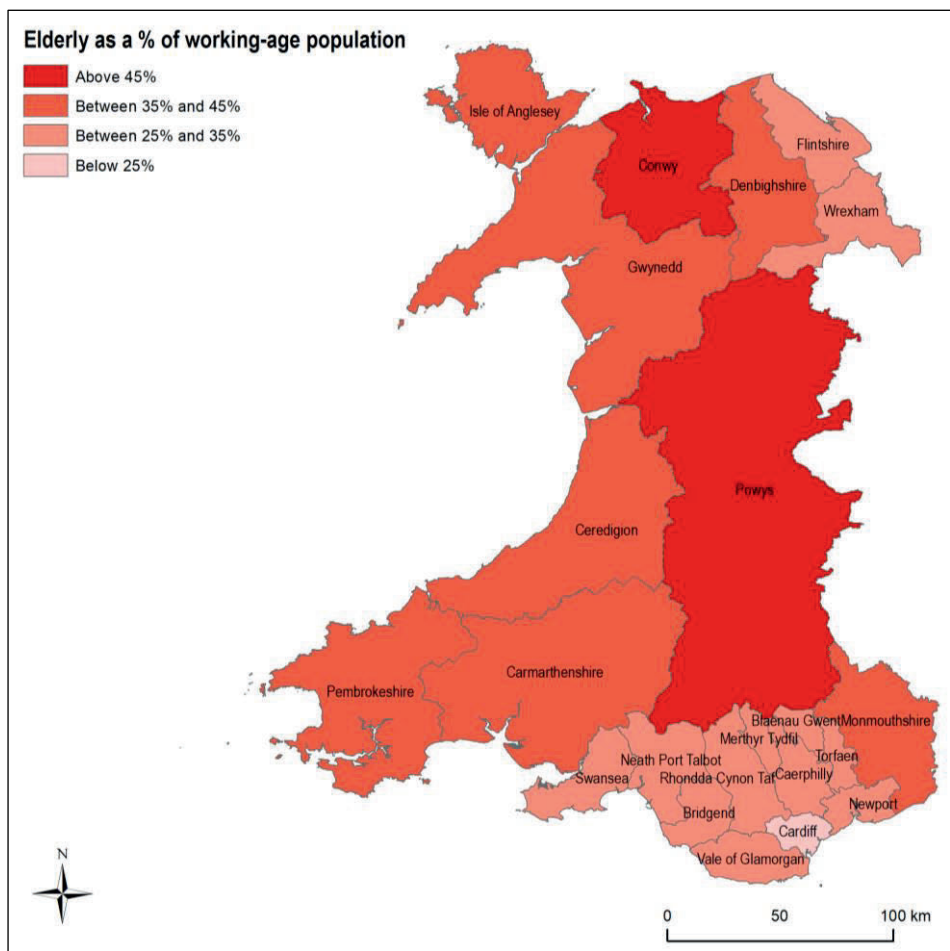 Elderly as a % of working-age population
Above 45%
Between 35% and 45%
Between 25% and 35%
Below 25%
Isle of Anglesey
Flintshire
Conwy
Denbighshire
Wrexham
Gwynedd
Powys
Ceredigion
Carmarthenshire
Pembrokeshire
Blaenau Gwent
Monmouthshire
Merthyr Tydfil
Torfaen
Neath Port Talbot
Swansea
Rhondda Cynon Taf
Caerphilly
Newport
Bridgend
Cardiff
Vale of Glamorgan
N
0 50 100 km